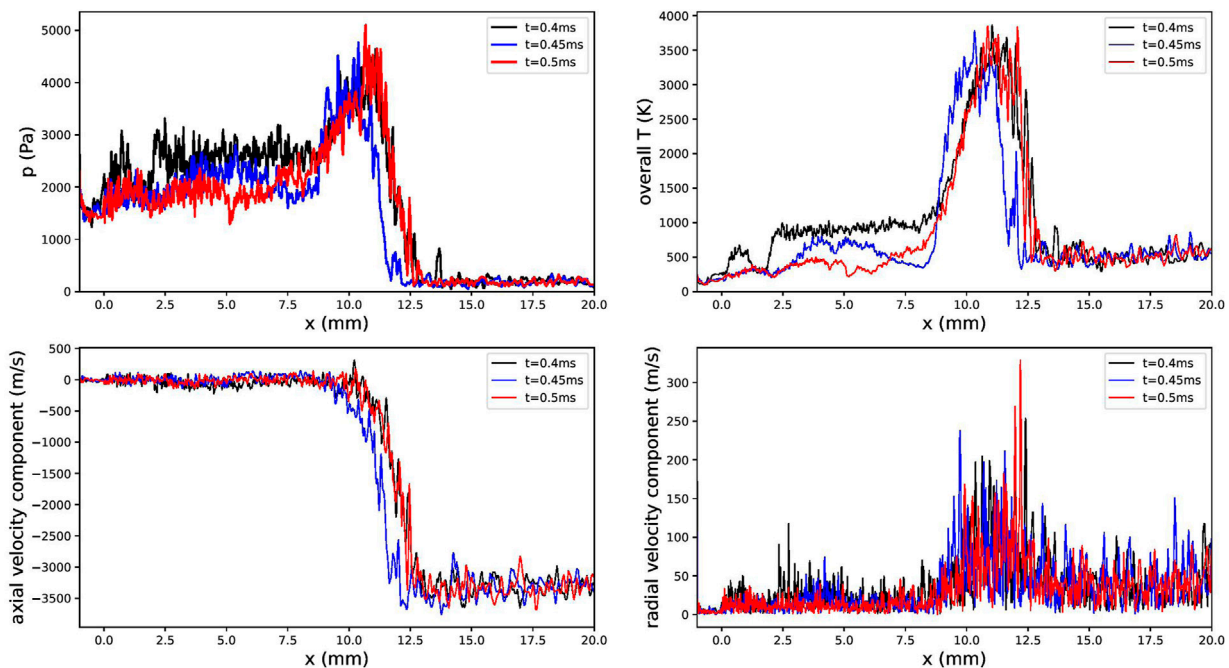 5000
4000
3000
2000
1000
0
p (Pa)
t=0.4ms
t=0.45ms
t=0.5ms
0.0 2.5 5.0 7.5 10.0 12.5 15.0 17.5 20.0
x (mm)
4000
3500
3000
2500
2000
1500
1000
500
0
overall T (K)
t=0.4ms
t=0.45ms
t=0.5ms
0.0 2.5 5.0 7.5 10.0 12.5 15.0 17.5 20.0
x (mm)
500
0
−500
−1000
−1500
−2000
−2500
−3000
−3500
axial velocity component (m/s)
t=0.4ms
t=0.45ms
t=0.5ms
0.0 2.5 5.0 7.5 10.0 12.5 15.0 17.5 20.0
x (mm)
300
250
200
150
100
50
0
radial velocity component (m/s)
t=0.4ms
t=0.45ms
t=0.5ms
0.0 2.5 5.0 7.5 10.0 12.5 15.0 17.5 20.0
x (mm)